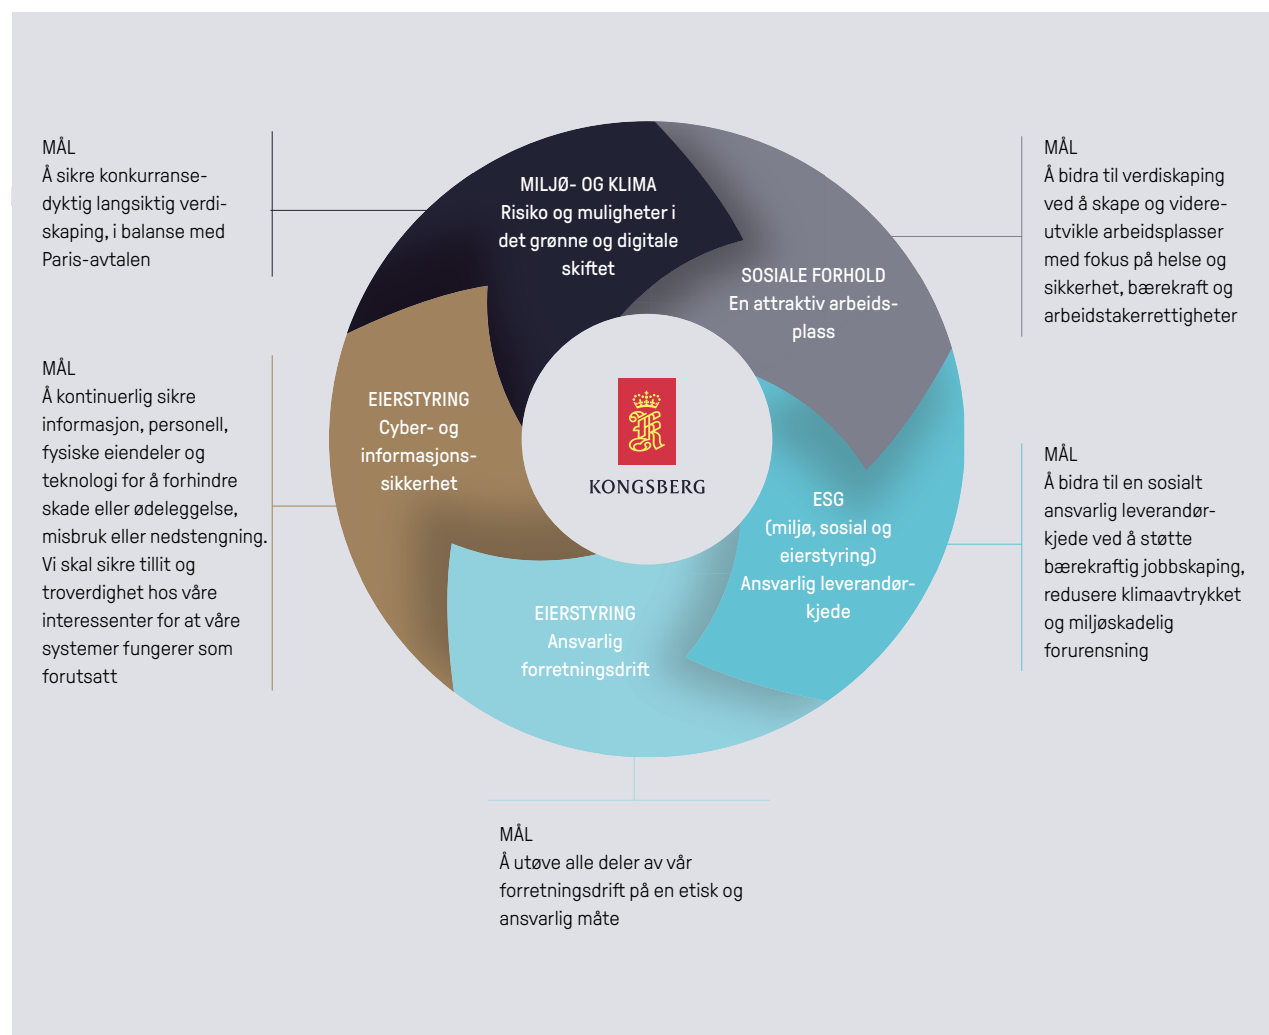 MÅL
Å sikre konkurranse-
dyktig langsiktig verdi-
skaping, i balanse med
Paris-avtalen
MILJØ- OG KLIMA
Risiko og muligheter i
det grønne og digitale
skiftet
SOSIALE FORHOLD
En attraktiv arbeids-
plass
MÅL
Å bidra til verdiskaping
ved å skape og videre-
utvikle arbeidsplasser
med fokus på helse og
sikkerhet, bærekraft og
arbeidstakerrettigheter
MÅL
Å kontinuerlig sikre
informasjon, personell,
fysiske eiendeler og
teknologi for å forhindre
skade eller ødeleggelse,
misbruk eller nedstengning.
Vi skal sikre tillit og
troverdighet hos våre
interessenter for at våre
systemer fungerer som
forutsatt
EIERSTYRING
Cyber- og
informasjons-
sikkerhet
KONGSBERG
ESG
(miljø, sosial og
eierstyring)
Ansvarlig leverandør-
kjede
MÅL
Å bidra til en sosialt
ansvarlig leverandør-
kjede ved å støtte
bærekraftig jobbskaping,
redusere klimaavtrykket
og miljøskadelig
forurensning
EIERSTYRING
Ansvarlig
forretningsdrift
MÅL
Å utøve alle deler av vår
forretningsdrift på en etisk og
ansvarlig måte